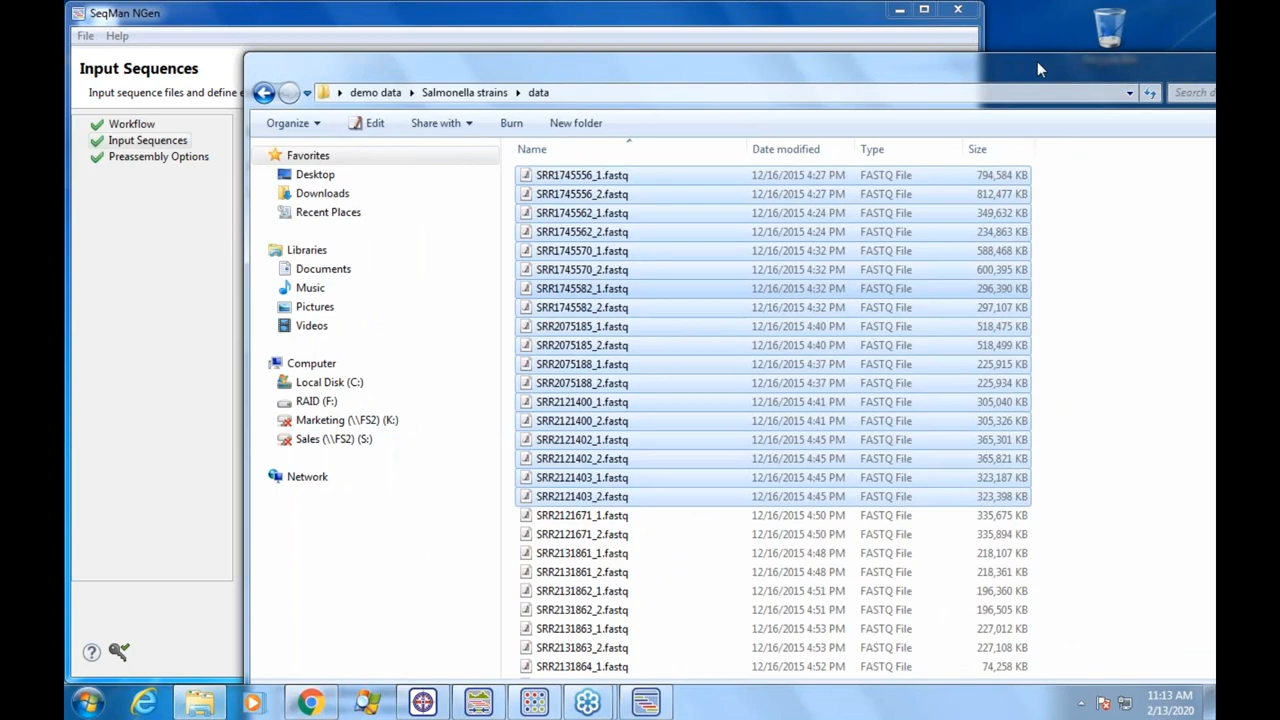 SeqMan NGen
File Help
Input Sequences
Input sequence files and define e
Workflow
Input Sequences
Preassembly Options
demo data Salmonella strains data
Search d
Organize Edit Share with Burn New folder
Favorites
Desktop
Downloads
Recent Places
Libraries
Documents
Music
Pictures
Videos
Computer
Local Disk (C:)
RAID (F:)
Marketing (\\FS2) (K:)
Sales (\\FS2) (S:)
Network
Name Date modified Type Size
SRR1745556_1.fastq 12/16/2015 4:27 PM FASTQ File 794,584 KB
SRR1745556_2.fastq 12/16/2015 4:27 PM FASTQ File 812,477 KB
SRR1745562_1.fastq 12/16/2015 4:24 PM FASTQ File 349,632 KB
SRR1745562_2.fastq 12/16/2015 4:24 PM FASTQ File 234,863 KB
SRR1745570_1.fastq 12/16/2015 4:32 PM FASTQ File 588,468 KB
SRR1745570_2.fastq 12/16/2015 4:32 PM FASTQ File 600,395 KB
SRR1745582_1.fastq 12/16/2015 4:32 PM FASTQ File 296,390 KB
SRR1745582_2.fastq 12/16/2015 4:32 PM FASTQ File 297,107 KB
SRR2075185_1.fastq 12/16/2015 4:40 PM FASTQ File 518,475 KB
SRR2075185_2.fastq 12/16/2015 4:40 PM FASTQ File 518,499 KB
SRR2075188_1.fastq 12/16/2015 4:37 PM FASTQ File 225,915 KB
SRR2075188_2.fastq 12/16/2015 4:37 PM FASTQ File 225,934 KB
SRR2121400_1.fastq 12/16/2015 4:41 PM FASTQ File 305,040 KB
SRR2121400_2.fastq 12/16/2015 4:41 PM FASTQ File 305,326 KB
SRR2121402_1.fastq 12/16/2015 4:45 PM FASTQ File 365,301 KB
SRR2121402_2.fastq 12/16/2015 4:45 PM FASTQ File 365,821 KB
SRR2121403_1.fastq 12/16/2015 4:45 PM FASTQ File 323,187 KB
SRR2121403_2.fastq 12/16/2015 4:45 PM FASTQ File 323,398 KB
SRR2121671_1.fastq 12/16/2015 4:50 PM FASTQ File 335,675 KB
SRR2121671_2.fastq 12/16/2015 4:50 PM FASTQ File 335,894 KB
SRR2131861_1.fastq 12/16/2015 4:48 PM FASTQ File 218,107 KB
SRR2131861_2.fastq 12/16/2015 4:48 PM FASTQ File 218,361 KB
SRR2131862_1.fastq 12/16/2015 4:51 PM FASTQ File 196,360 KB
SRR2131862_2.fastq 12/16/2015 4:51 PM FASTQ File 196,505 KB
SRR2131863_1.fastq 12/16/2015 4:53 PM FASTQ File 227,012 KB
SRR2131863_2.fastq 12/16/2015 4:53 PM FASTQ File 227,108 KB
SRR2131864_1.fastq 12/16/2015 4:52 PM FASTQ File 74,258 KB
11:13 AM
2/13/2020